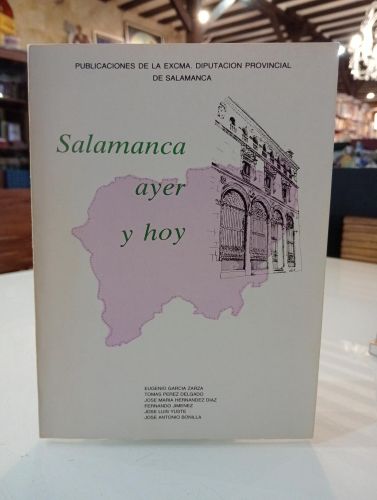 PUBLICACIONES DE LA EXCMA. DIPUTACION PROVINCIAL
DE SALAMANCA
Salamanca
ayer
y hoy
EUGENIO GARCIA ZARZA
TOMAS PEREZ DELGADO
JOSE MARIA HERNANDEZ DIAZ
FERNANDO JIMENEZ
JOSE LUIS YUSTE
JOSE ANTONIO BONILLA